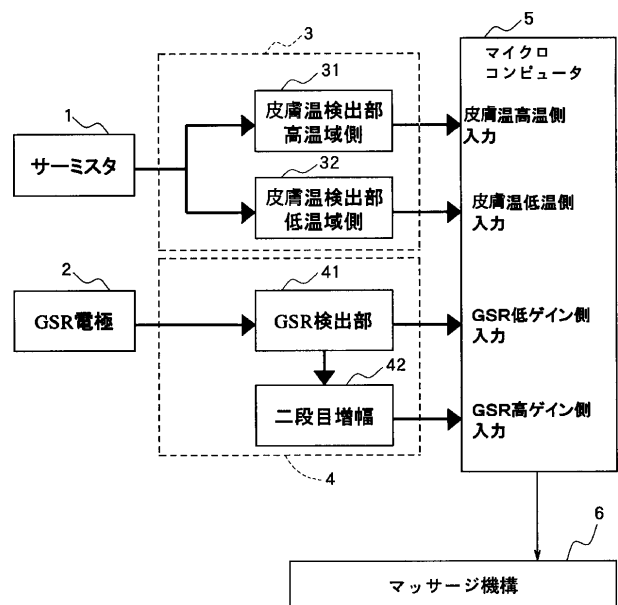 3
5
マイクロ
コンピュータ
31
皮膚温検出部
高温域側
皮膚温高温側
入力
1
サーミスタ
32
皮膚温検出部
低温域側
皮膚温低温側
入力
2
GSR電極
41
GSR検出部
GSR低ゲイン側
入力
42
二段目増幅
GSR高ゲイン側
入力
4
6
マッサージ機構